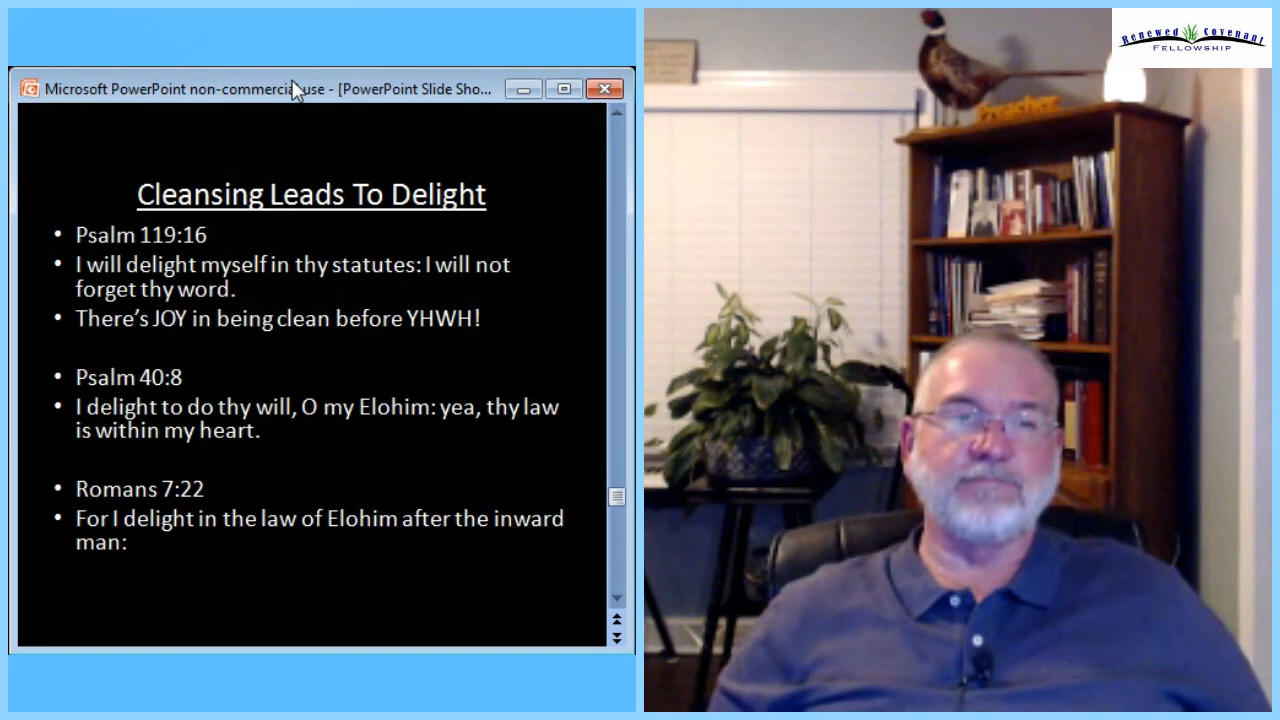 Microsoft PowerPoint non-commercial use - [PowerPoint Slide Sho...
Cleansing Leads To Delight
• Psalm 119:16
• I will delight myself in thy statutes: I will not
forget thy word.
• There's JOY in being clean before YHWH!
• Psalm 40:8
• I delight to do thy will, O my Elohim: yea, thy law
is within my heart.
• Romans 7:22
• For I delight in the law of Elohim after the inward
man:
Renewed Covenant
FELLOWSHIP
Preacher